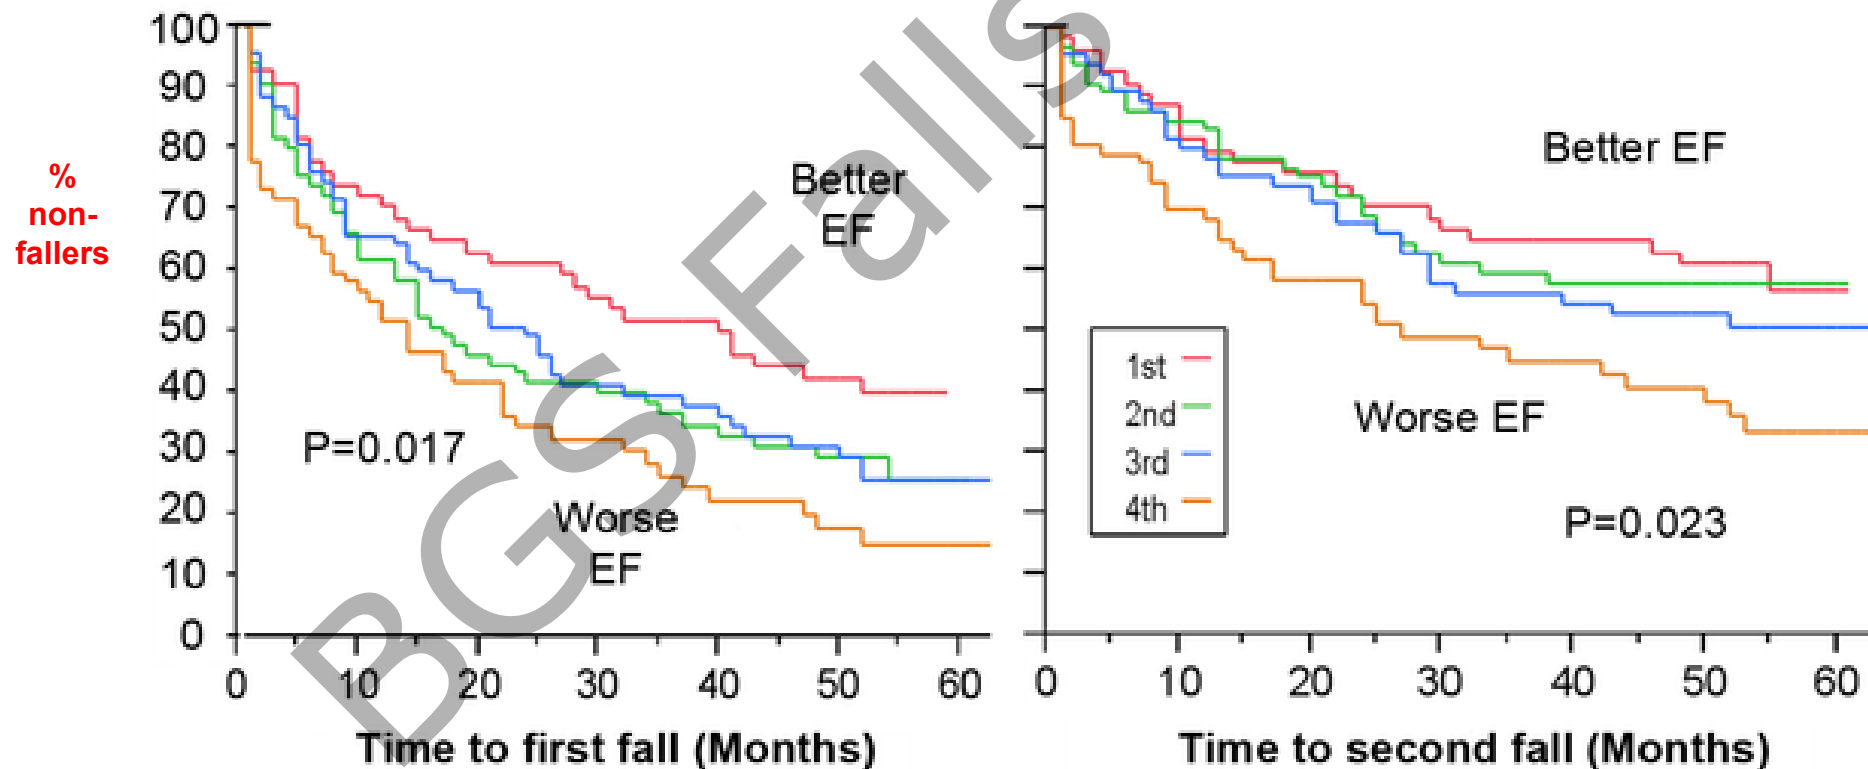 %
non-
fallers
100
90
80
70
60
50
40
30
20
10
0
Better
EF
P=0.017
Worse
EF
0 10 20 30 40 50 60
Time to first fall (Months)
Better EF
1st
2nd
3rd
4th
Worse EF
P=0.023
0 10 20 30 40 50 60
Time to second fall (Months)
BGS Falls